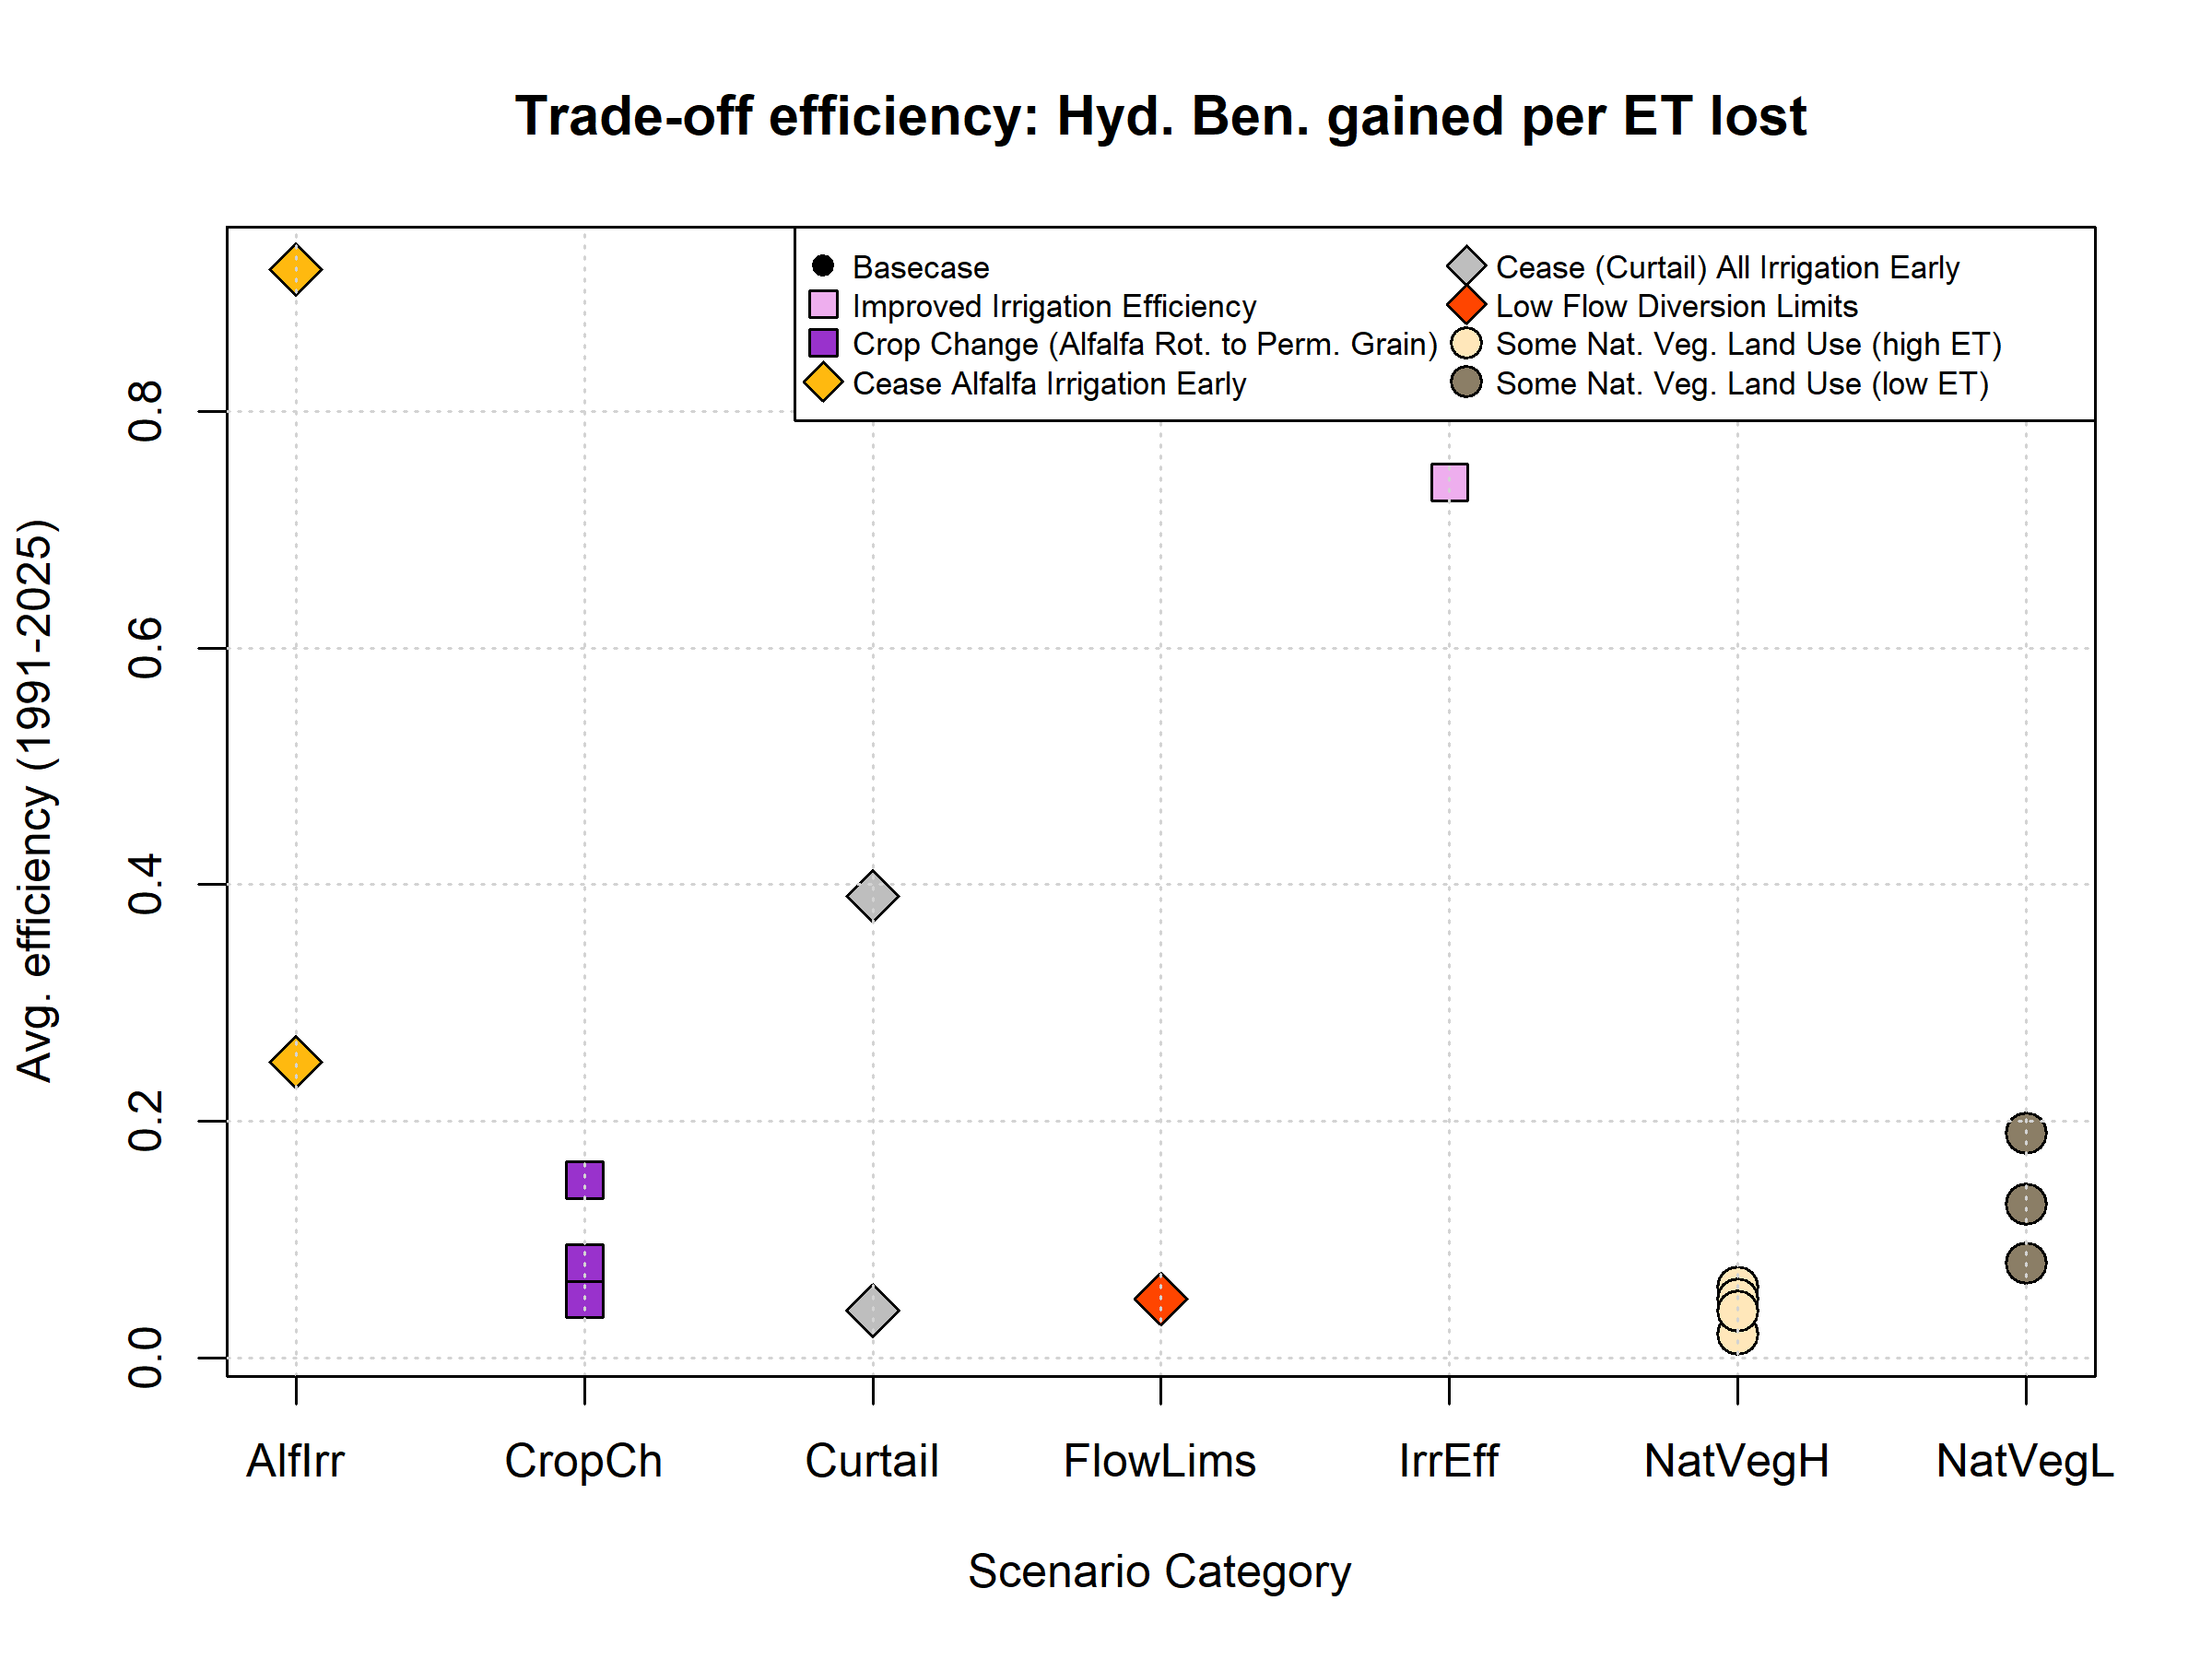 Trade-off efficiency: Hyd. Ben. gained per ET lost
Basecase
Improved Irrigation Efficiency
Crop Change (Alfalfa Rot. to Perm. Grain)
Cease Alfalfa Irrigation Early
Cease (Curtail) All Irrigation Early
Low Flow Diversion Limits
Some Nat. Veg. Land Use (high ET)
Some Nat. Veg. Land Use (low ET)
Avg. efficiency (1991-2025)
0.8
0.6
0.4
0.2
0.0
AlfIrr CropCh Curtail FlowLims IrrEff NatVegH NatVegL
Scenario Category